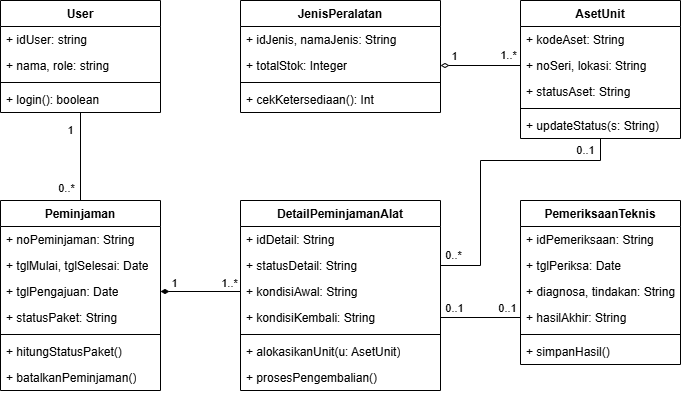 User
+ idUser: string
+ nama, role: string
+ login(): boolean
JenisPeralatan
+ idJenis, namaJenis: String
+ totalStok: Integer
+ cekKetersediaan(): Int
1
1..*
AsetUnit
+ kodeAset: String
+ noSeri, lokasi: String
+ statusAset: String
+ updateStatus(s: String)
1
0..*
0..1
0..*
Peminjaman
+ noPeminjaman: String
+ tglMulai, tglSelesai: Date
+ tglPengajuan: Date
+ statusPaket: String
+ hitungStatusPaket()
+ batalkanPeminjaman()
1
1..*
DetailPeminjamanAlat
+ idDetail: String
+ statusDetail: String
+ kondisiAwal: String
+ kondisiKembali: String
+ alokasikanUnit(u: AsetUnit)
+ prosesPengembalian()
0..1
0..1
PemeriksaanTeknis
+ idPemeriksaan: String
+ tglPeriksa: Date
+ diagnosa, tindakan: String
+ hasilAkhir: String
+ simpanHasil()